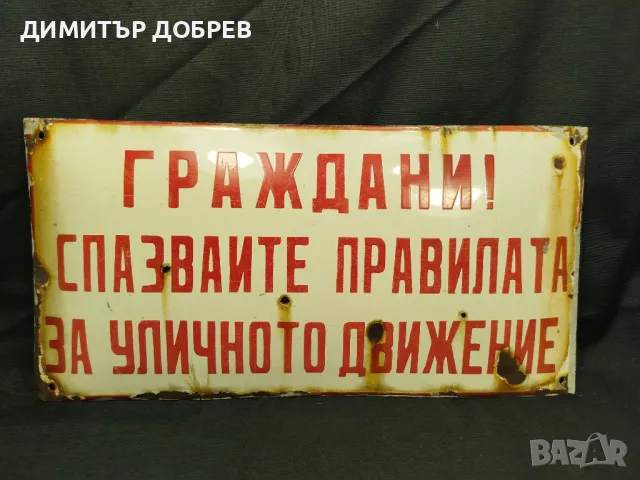 ДИМИТЪР ДОБРЕВ
ГРАЖДАНИ!
СПАЗВАИТЕ ПРАВИЛАТА
ЗА УЛИЧНОТО ДВИЖЕНИЕ
BAZAR